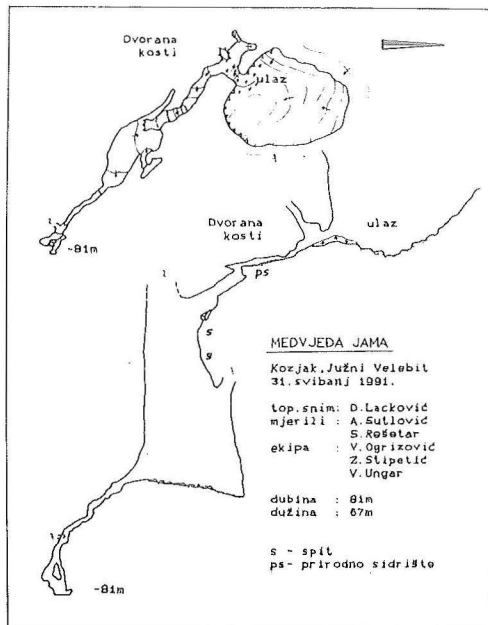 Dvorana
kosti
ulaz
~81m
Dvorana
kosti
ulaz
ps
s
s
MEDVJEDA JAMA
Kozjak, Južni Velebit
31. svibanj 1991.
top.snim: D.Lacković
mjerili : A.Sutlović
S.Rešetar
ekipa : V.Ogrizović
Z.Stipetić
V.Ungar
dubina : 81m
dužina : 67m
s - spit
ps- prirodno sidrište
-81m